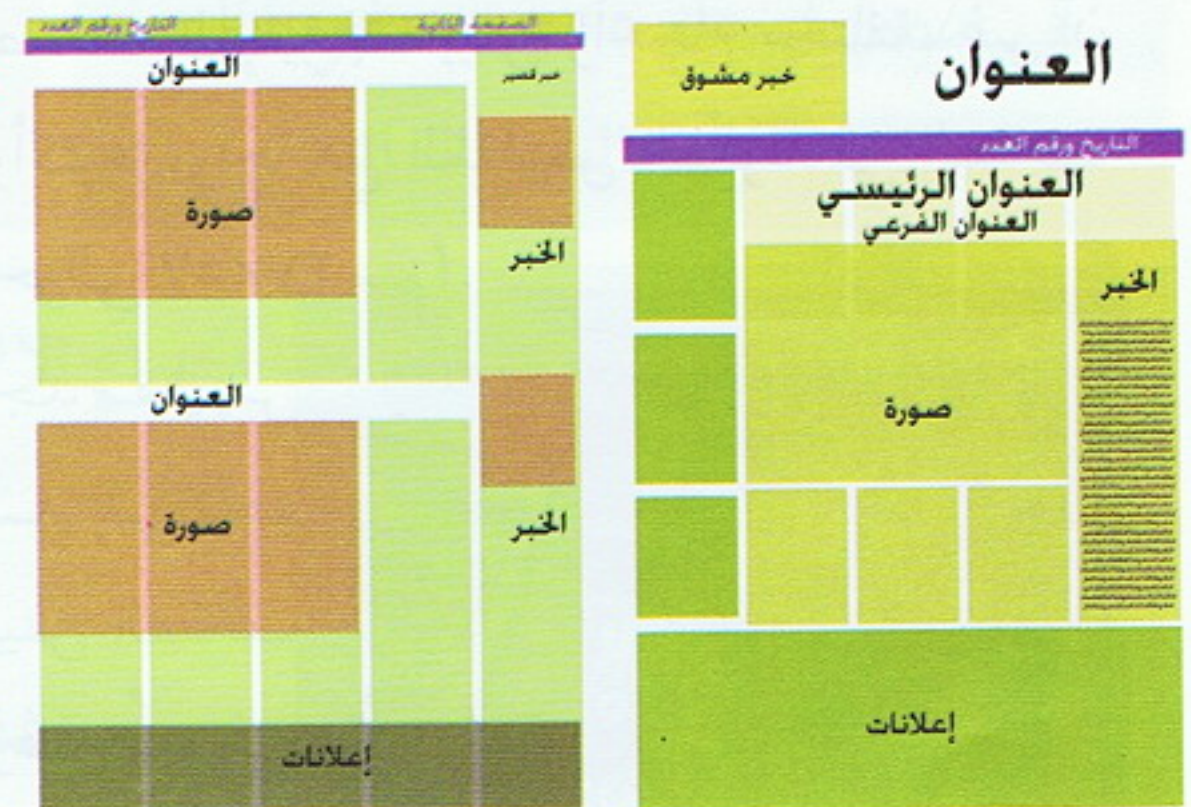 العنوان
خبر مشوق
التاريخ ورقم العدد
العنوان الرئيسي
العنوان الفرعي
الخبر
صورة
إعلانات
الصفحة الثانية
التاريخ ورقم العدد
العنوان
خبر قصير
صورة
الخبر
العنوان
صورة
الخبر
إعلانات